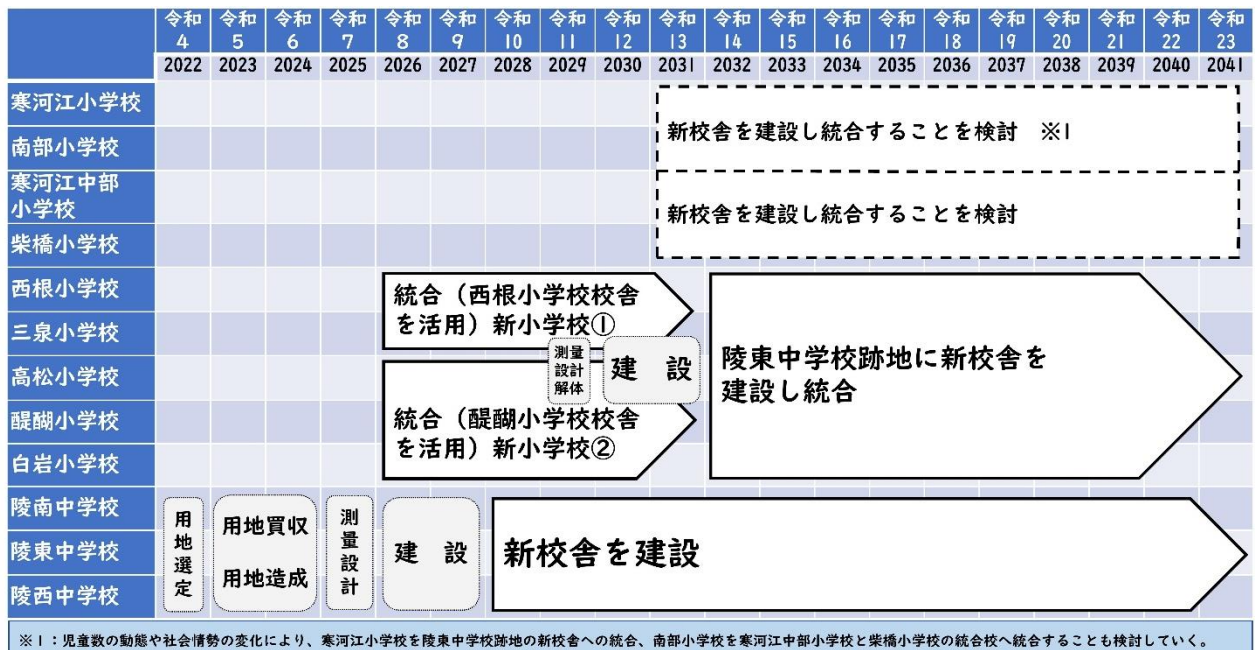 令和 令和 令和 令和 令和 令和 令和 令和 令和 令和 令和 令和 令和 令和 令和 令和 令和 令和 令和 令和
4 5 6 7 8 9 10 11 12 13 14 15 16 17 18 19 20 21 22 23
2022 2023 2024 2025 2026 2027 2028 2029 2030 2031 2032 2033 2034 2035 2036 2037 2038 2039 2040 2041
寒河江小学校
南部小学校
新校舎を建設し統合することを検討 ※1
寒河江中部
小学校
柴橋小学校
新校舎を建設し統合することを検討
西根小学校
三泉小学校
統合（西根小学校校舎
を活用）新小学校①
高松小学校
醍醐小学校
白岩小学校
統合（醍醐小学校校舎
を活用）新小学校②
測量
設計
解体
建 設
陵東中学校跡地に新校舎を
建設し統合
陵南中学校
陵東中学校
陵西中学校
用地選定
用地買収
用地造成
測量設計
建 設
新校舎を建設
※1：児童数の動態や社会情勢の変化により、寒河江小学校を陵東中学校跡地の新校舎への統合、南部小学校を寒河江中部小学校と柴橋小学校の統合校へ統合することも検討していく。